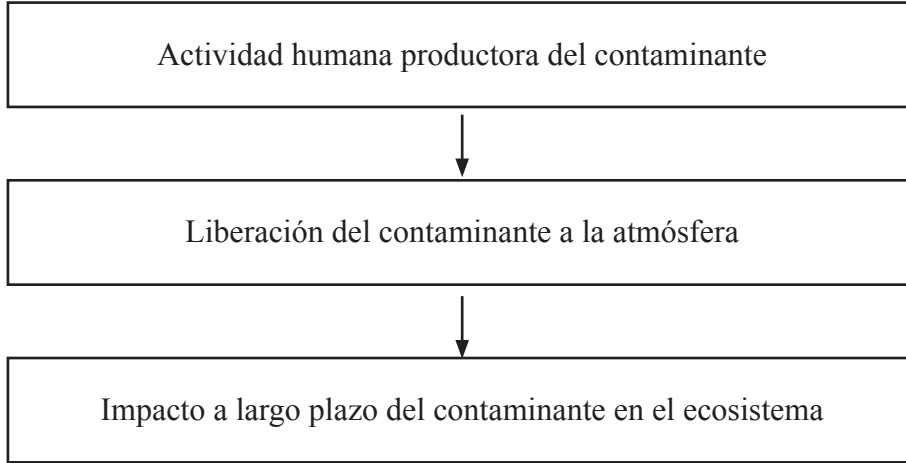 Actividad humana productora del contaminante
Liberación del contaminante a la atmósfera
Impacto a largo plazo del contaminante en el ecosistema